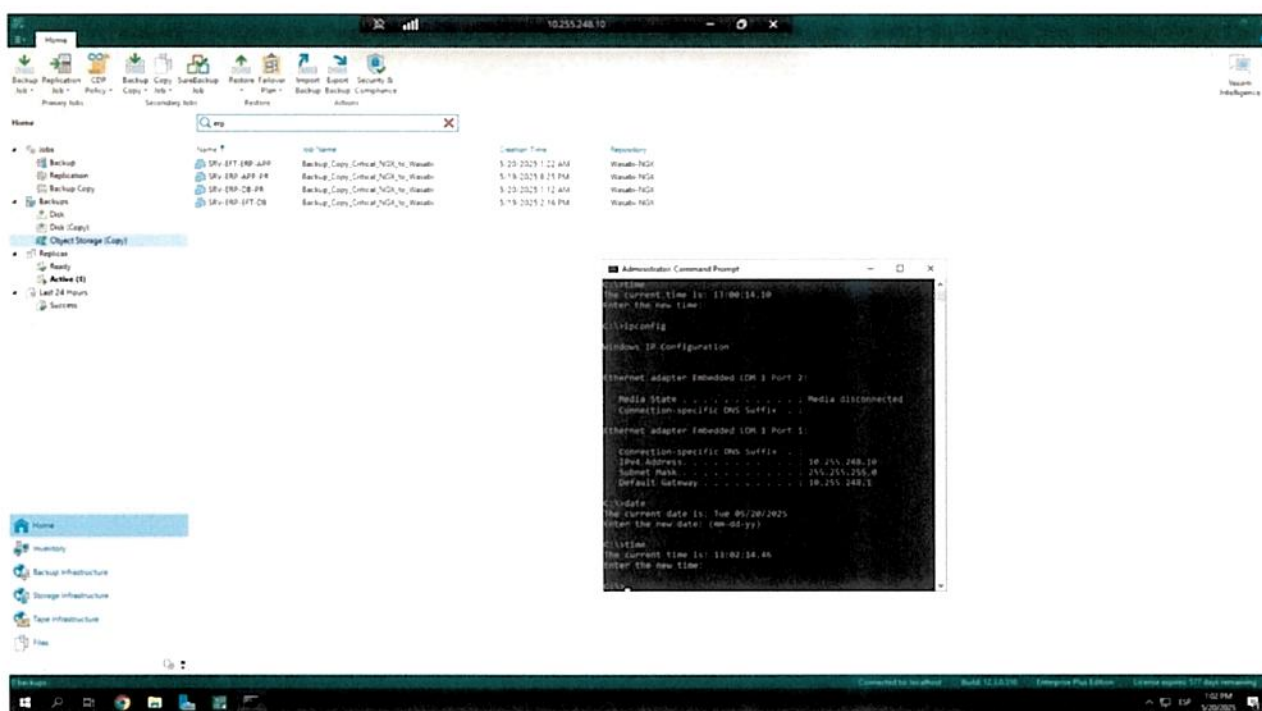 10.255.248.10
Home
Backup Job
Replication Job
CDP Policy
Backup Copy
Copy Job
SureBackup Job
Restore
Failover Plan
Import Backup
Export Backup
Security & Compliance
Primary Jobs
Secondary Jobs
Restore
Actions
Veeam Intelligence
Home
erp
Jobs
Backup
Replication
Backup Copy
Backups
Disk
Disk (Copy)
Object Storage (Copy)
Replicas
Ready
Active (1)
Last 24 Hours
Success
Name Job Name Creation Time Repository
SRV-EFT-ERP-APP Backup_Copy_Critical_NGX_to_Wasabi 5/20/2025 1:22 AM Wasabi-NGX
SRV-ERP-APP-PR Backup_Copy_Critical_NGX_to_Wasabi 5/19/2025 8:25 PM Wasabi-NGX
SRV-ERP-DB-PR Backup_Copy_Critical_NGX_to_Wasabi 5/20/2025 1:12 AM Wasabi-NGX
SRV-ERP-EFT-DB Backup_Copy_Critical_NGX_to_Wasabi 5/19/2025 2:16 PM Wasabi-NGX
Administrator: Command Prompt
C:\>time
The current time is: 13:00:14.10
Enter the new time:
C:\>ipconfig
Windows IP Configuration
Ethernet adapter Embedded LOM 1 Port 2:
Media State . . . . . . . . . . . : Media disconnected
Connection-specific DNS Suffix . :
Ethernet adapter Embedded LOM 1 Port 1:
Connection-specific DNS Suffix . :
IPv4 Address. . . . . . . . . . . : 10.255.248.10
Subnet Mask . . . . . . . . . . . : 255.255.255.0
Default Gateway . . . . . . . . . : 10.255.248.1
C:\>date
The current date is: Tue 05/20/2025
Enter the new date: (mm-dd-yy)
C:\>time
The current time is: 13:02:14.46
Enter the new time:
C:\>
Home
Inventory
Backup Infrastructure
Storage Infrastructure
Tape Infrastructure
Files
backups
Connected to: localhost
Build: 12.3.0.310
Enterprise Plus Edition
License expires: 577 days remaining
ESP
1:02 PM
5/20/2025